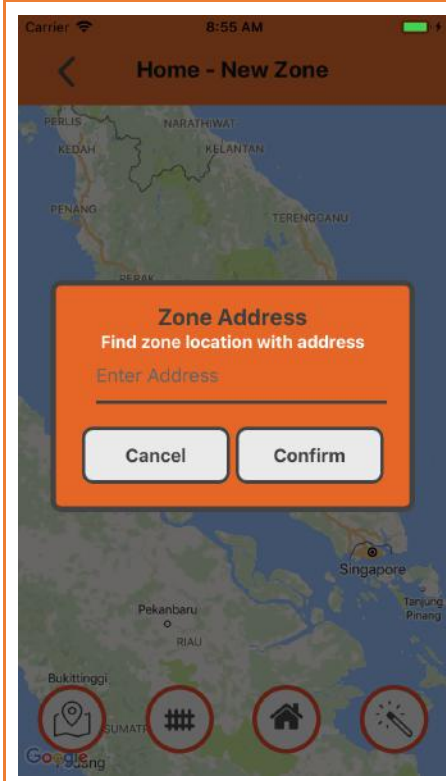 Carrier 8:55 AM
Home - New Zone
PERLIS
NARATHIWAT
KEDAH
KELANTAN
PENANG
TERENGGANU
PERAK
Zone Address
Find zone location with address
Enter Address
Cancel Confirm
Singapore
Tanjung
Pinang
Pekanbaru
RIAU
Bukittinggi
Google